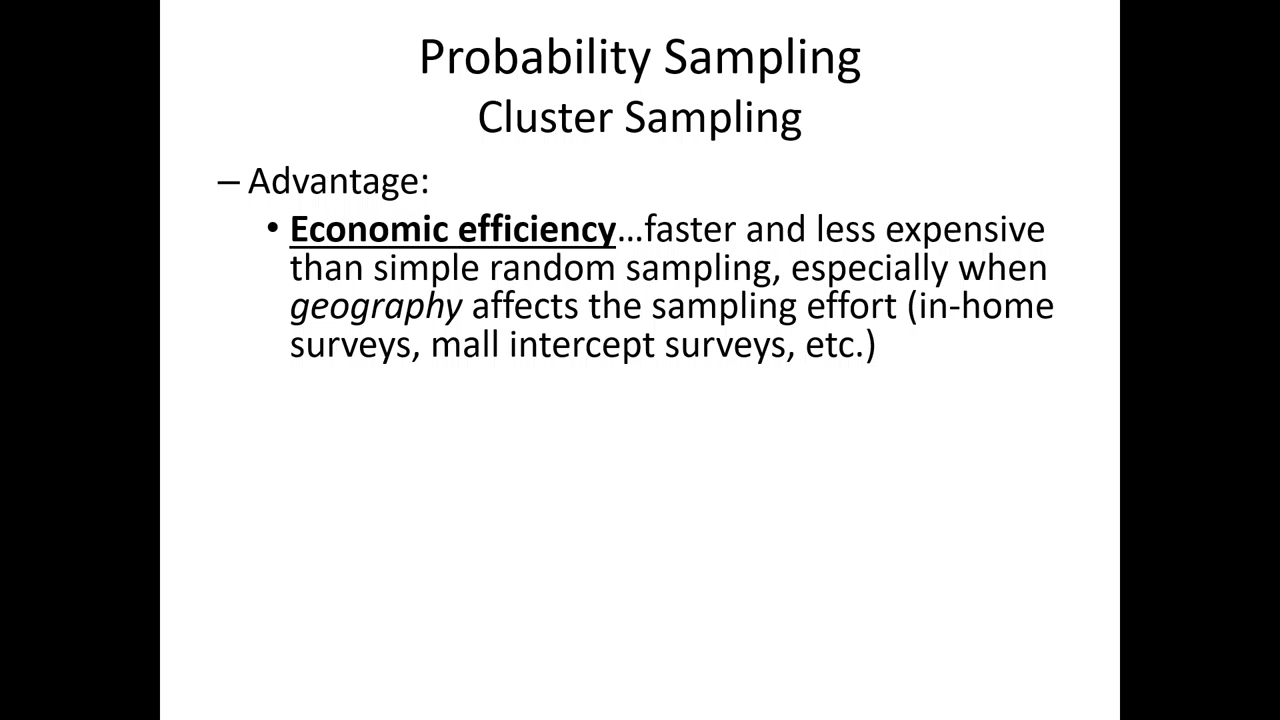 Probability Sampling
Cluster Sampling
– Advantage:
• Economic efficiency…faster and less expensive
than simple random sampling, especially when
geography affects the sampling effort (in-home
surveys, mall intercept surveys, etc.)